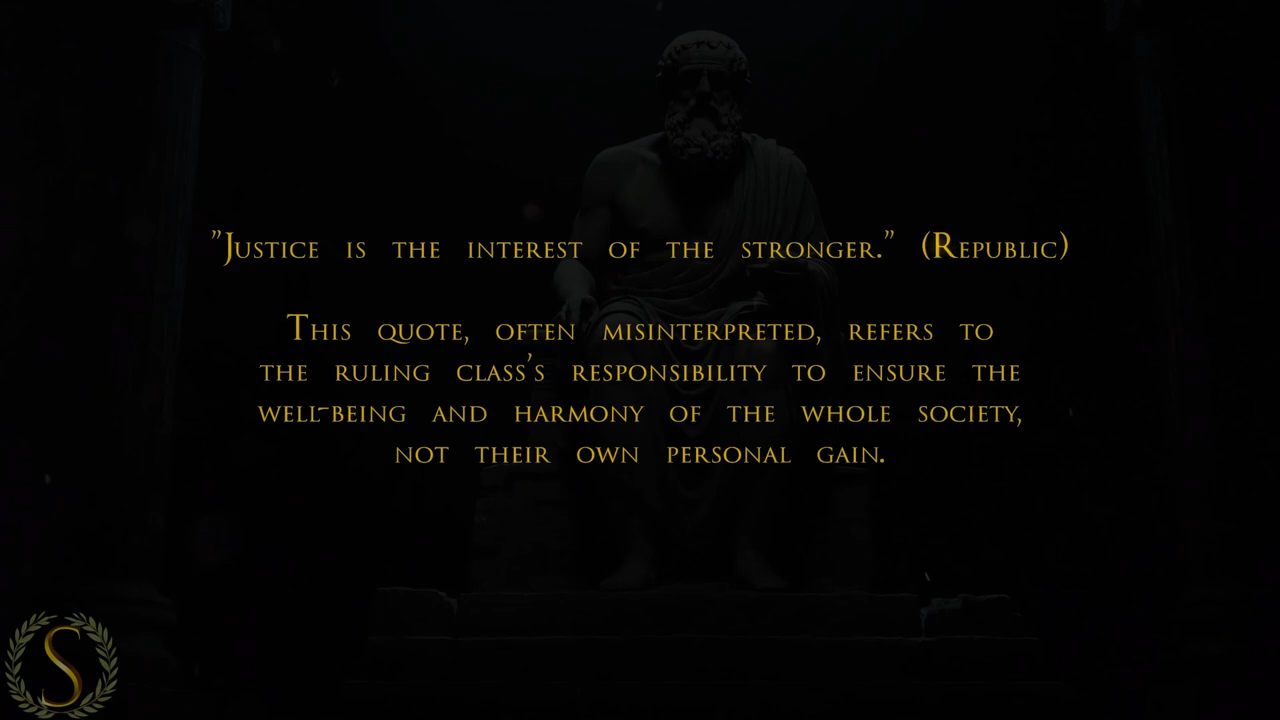 "Justice is the interest of the stronger." (Republic)
This quote, often misinterpreted, refers to
the ruling class's responsibility to ensure the
well-being and harmony of the whole society,
not their own personal gain.
S